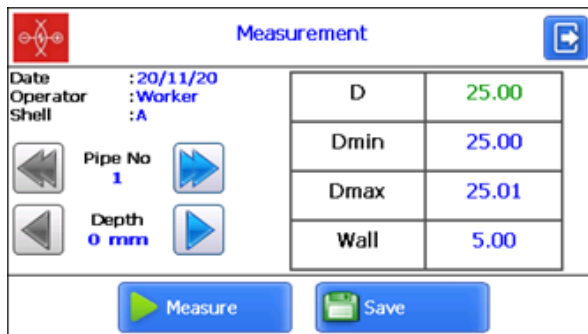 Measurement
Date :20/11/20
Operator :Worker
Shell :A
Pipe No
1
Depth
0 mm
D 25.00
Dmin 25.00
Dmax 25.01
Wall 5.00
Measure Save